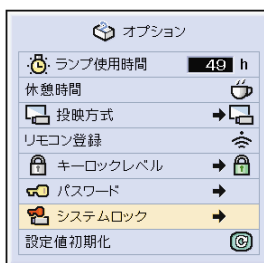 オプション
ランプ使用時間 49 h
休憩時間
投映方式
リモコン登録
キーロックレベル
パスワード
システムロック
設定値初期化